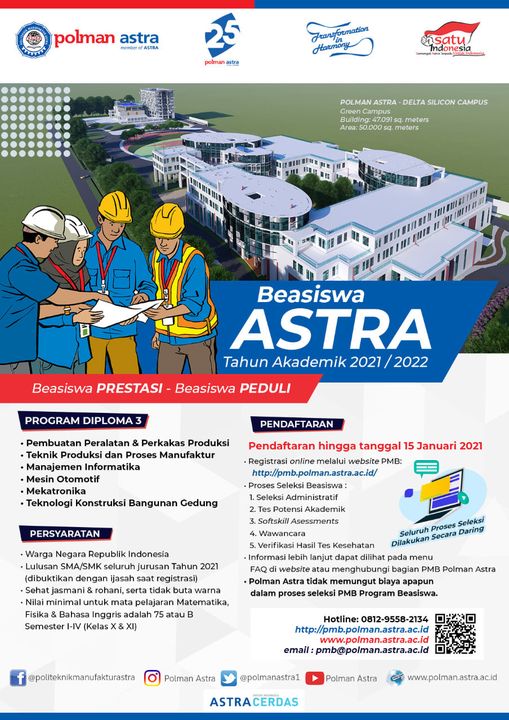 polman astra
member of ASTRA
25
polman astra
Transformation
in
Harmony
satu
Indonesia
POLMAN ASTRA - DELTA SILICON CAMPUS
Green Campus
Building: 47.091 sq. meters
Area: 50.000 sq. meters
Beasiswa
ASTRA
Tahun Akademik 2021 / 2022
Beasiswa PRESTASI - Beasiswa PEDULI
PROGRAM DIPLOMA 3
• Pembuatan Peralatan & Perkakas Produksi
• Teknik Produksi dan Proses Manufaktur
• Manajemen Informatika
• Mesin Otomotif
• Mekatronika
• Teknologi Konstruksi Bangunan Gedung
PERSYARATAN
• Warga Negara Republik Indonesia
• Lulusan SMA/SMK seluruh jurusan Tahun 2021
(dibuktikan dengan ijasah saat registrasi)
• Sehat jasmani & rohani, serta tidak buta warna
• Nilai minimal untuk mata pelajaran Matematika,
Fisika & Bahasa Inggris adalah 75 atau B
Semester I-IV (Kelas X & XI)
PENDAFTARAN
Pendaftaran hingga tanggal 15 Januari 2021
• Registrasi online melalui website PMB:
http://pmb.polman.astra.ac.id/
• Proses Seleksi Beasiswa :
1. Seleksi Administratif
2. Tes Potensi Akademik
3. Softskill Asessments
4. Wawancara
5. Verifikasi Hasil Tes Kesehatan
Seluruh Proses Seleksi
Dilakukan Secara Daring
• Informasi lebih lanjut dapat dilihat pada menu
FAQ di website atau menghubungi bagian PMB Polman Astra
• Polman Astra tidak memungut biaya apapun
dalam proses seleksi PMB Program Beasiswa.
Hotline: 0812-9558-2134
http://pmb.polman.astra.ac.id
www.polman.astra.ac.id
email : pmb@polman.astra.ac.id
@politeknikmanufakturastra
Polman Astra
@polmanastra1
Polman Astra
www.polman.astra.ac.id
ASTRA CERDAS